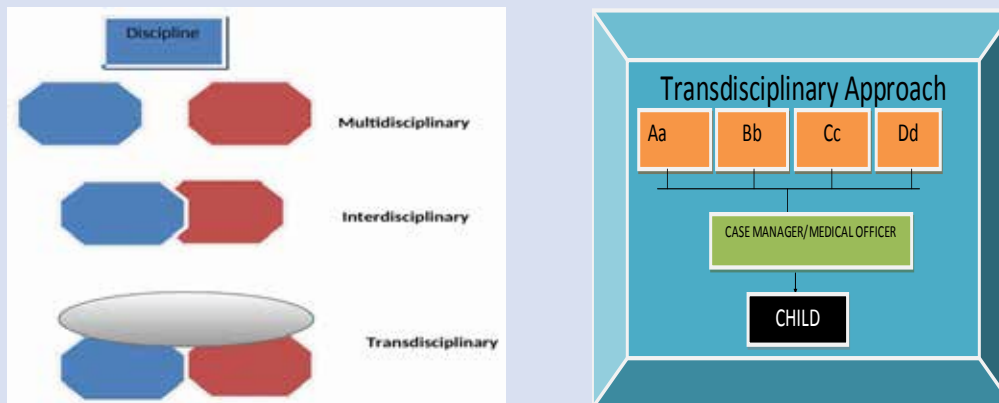 Discipline
Multidisciplinary
Interdisciplinary
Transdisciplinary
Transdisciplinary Approach
Aa Bb Cc Dd
CASE MANAGER/MEDICAL OFFICER
CHILD